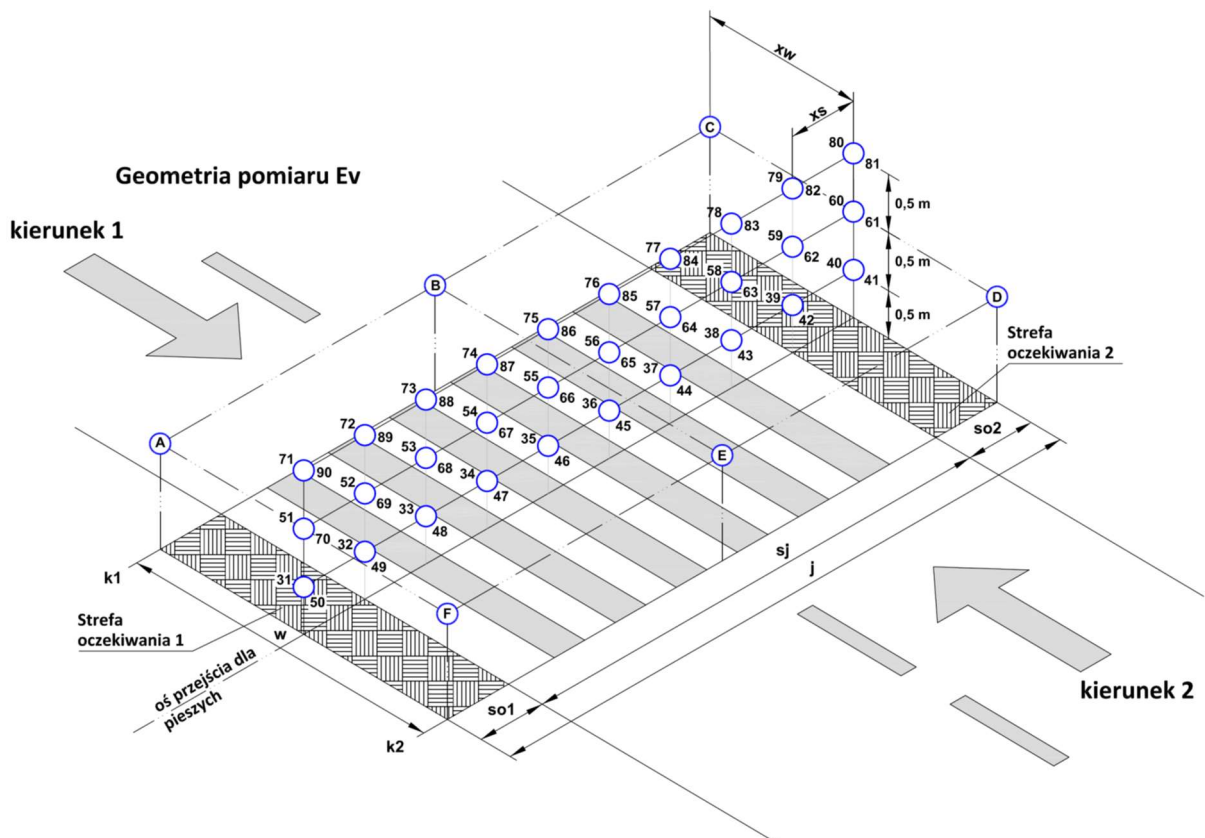 xw
C
xs
80
81
79
82
Geometria pomiaru Ev
0,5 m
78
83
60
61
kierunek 1
59
62
0,5 m
77
84
40
41
58
63
B
76
85
39
42
0,5 m
D
57
64
75
86
38
43
Strefa
oczekiwania 2
56
65
74
87
37
44
55
66
73
88
36
45
so2
54
67
72
89
35
46
A
53
68
E
71
90
34
47
52
69
33
48
51
70
32
49
sj
j
k1
31
50
F
Strefa
oczekiwania 1
w
oś przejścia dla
pieszych
so1
kierunek 2
k2